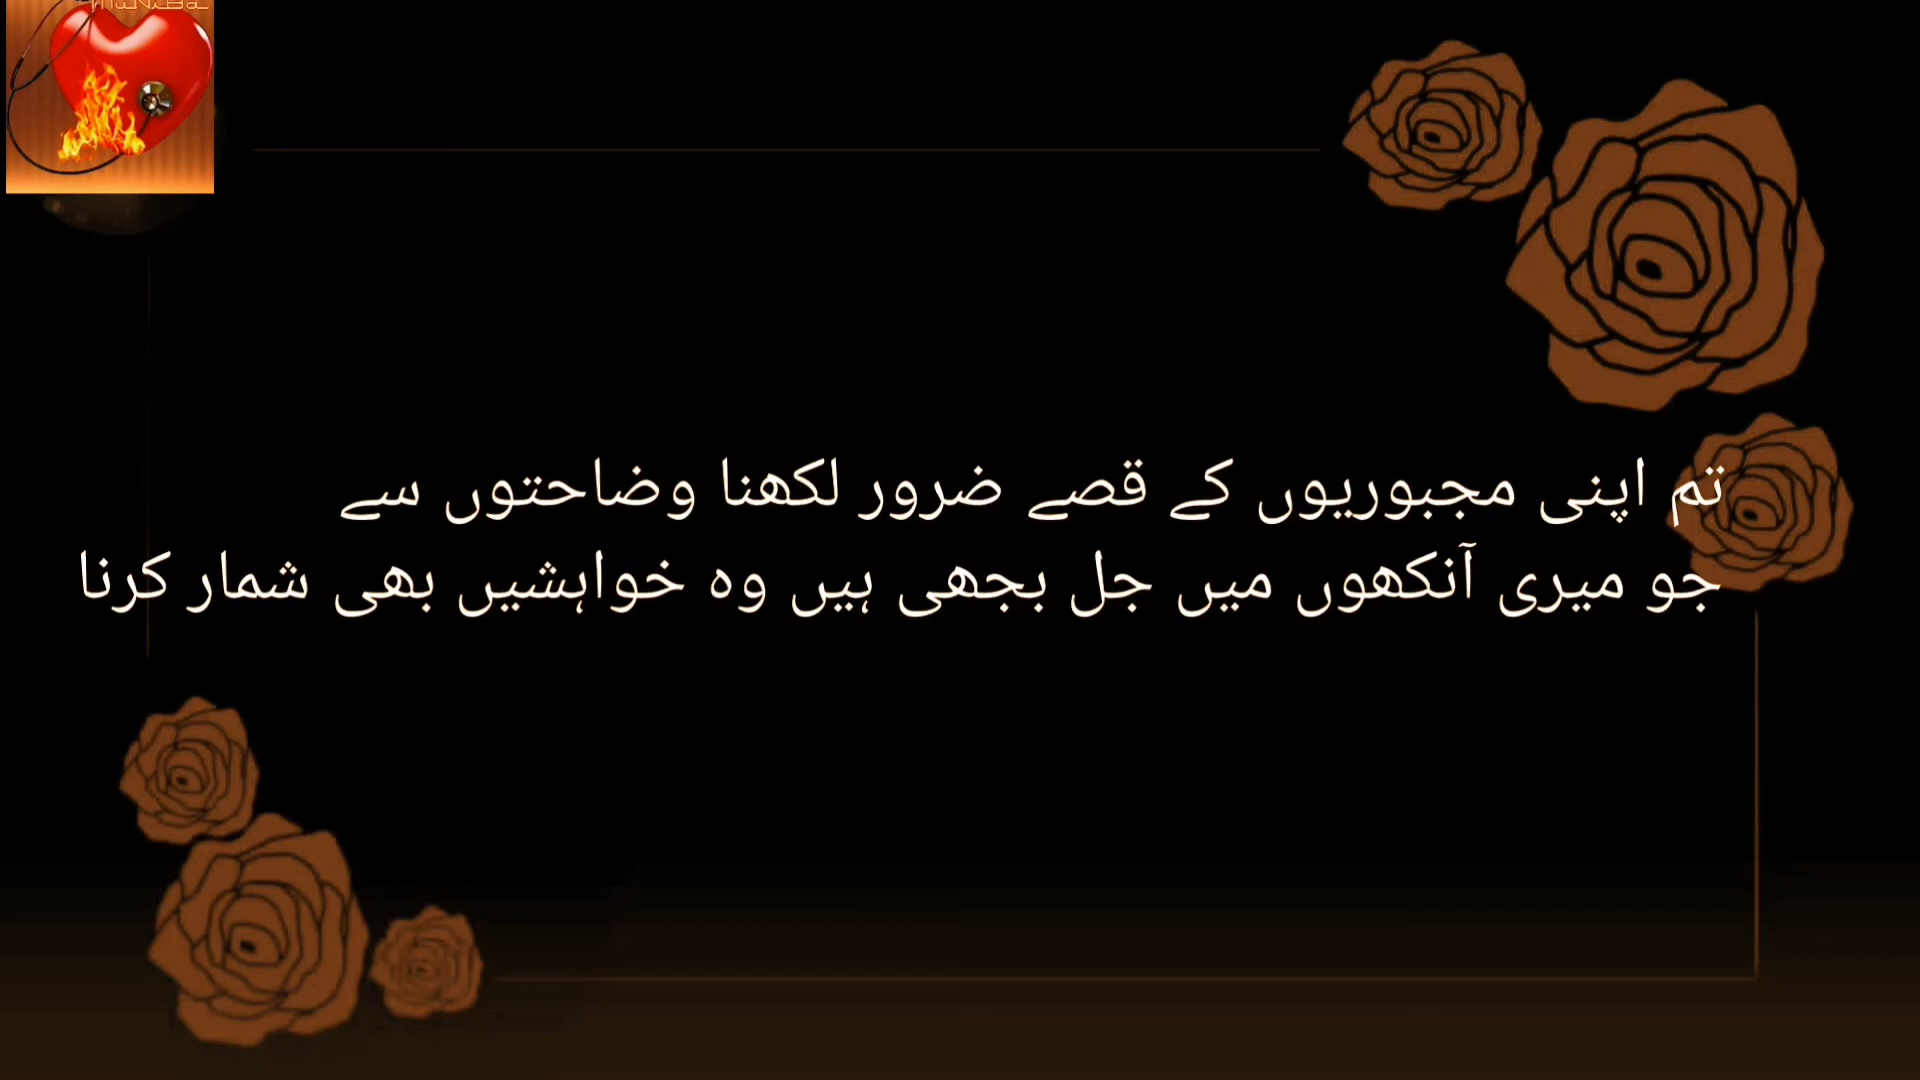 MiNiBa
تم اپنی مجبوریوں کے قصے ضرور لکھنا وضاحتوں سے
جو میری آنکھوں میں جل بجھی ہیں وہ خواہشیں بھی شمار کرنا